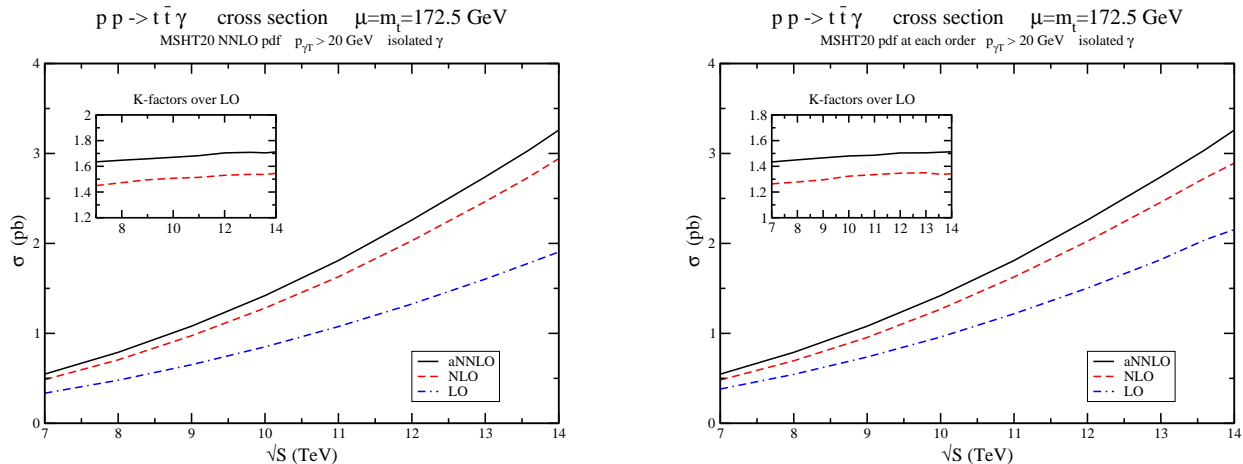 p p -> t t̄ γ cross section μ=m_t=172.5 GeV
MSHT20 NNLO pdf p_γT > 20 GeV isolated γ
K-factors over LO
2
1.8
1.6
1.4
1.2
8 10 12 14
4
3
2
1
0
σ (pb)
aNNLO
NLO
LO
7 8 9 10 11 12 13 14
√S (TeV)
p p -> t t̄ γ cross section μ=m_t=172.5 GeV
MSHT20 pdf at each order p_γT > 20 GeV isolated γ
K-factors over LO
1.8
1.6
1.4
1.2
1
7 8 9 10 11 12 13 14
4
3
2
1
0
σ (pb)
aNNLO
NLO
LO
7 8 9 10 11 12 13 14
√S (TeV)